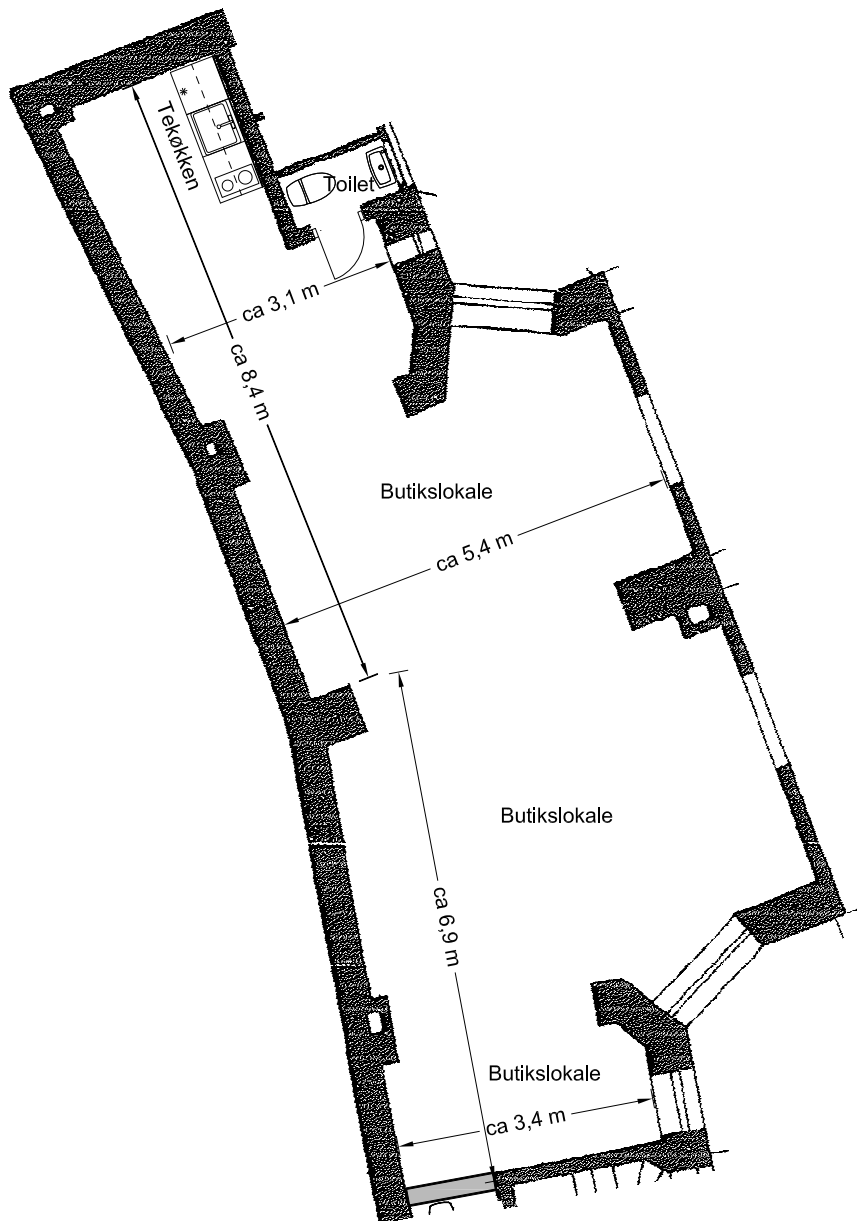 Tekøkken
Toilet
ca 3,1 m
ca 8,4 m
Butikslokale
ca 5,4 m
Butikslokale
ca 6,9 m
Butikslokale
ca 3,4 m